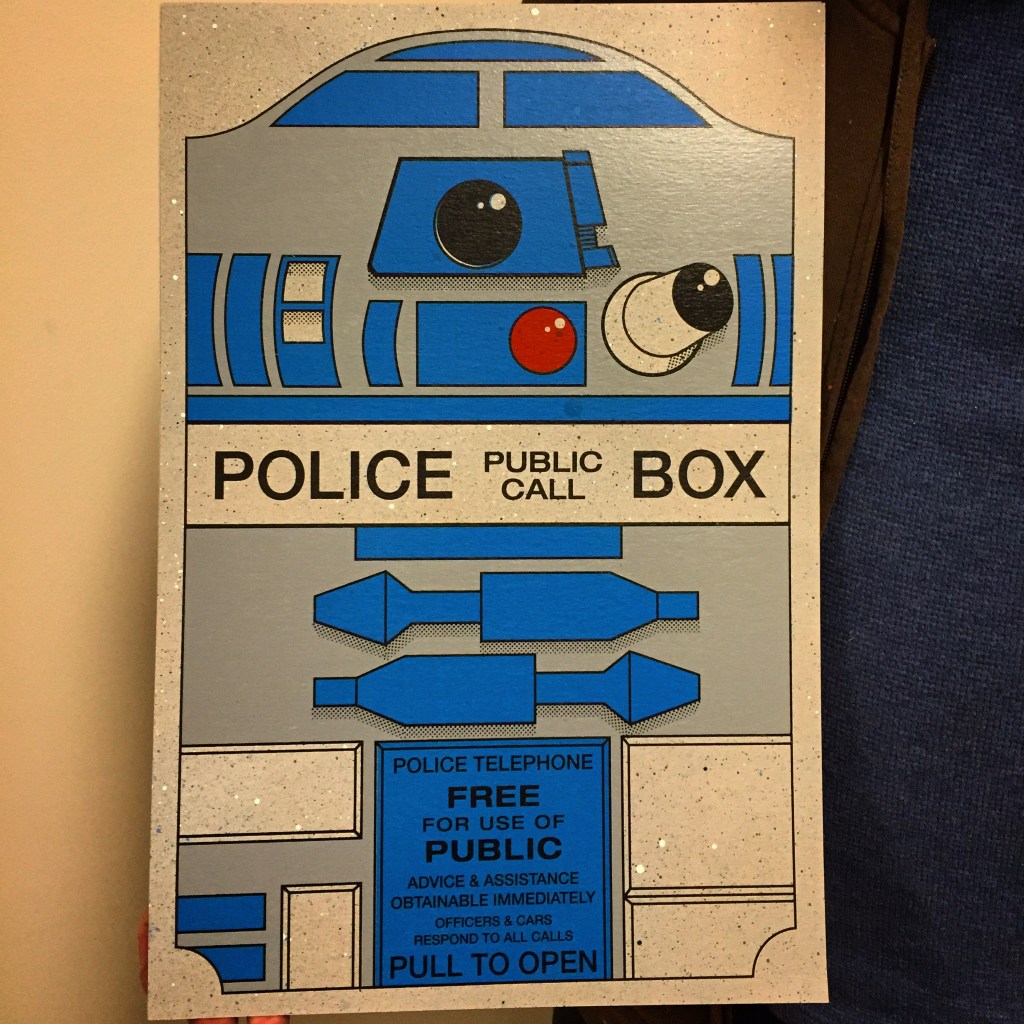 POLICE PUBLIC CALL BOX
POLICE TELEPHONE
FREE
FOR USE OF
PUBLIC
ADVICE & ASSISTANCE
OBTAINABLE IMMEDIATELY
OFFICERS & CARS
RESPOND TO ALL CALLS
PULL TO OPEN